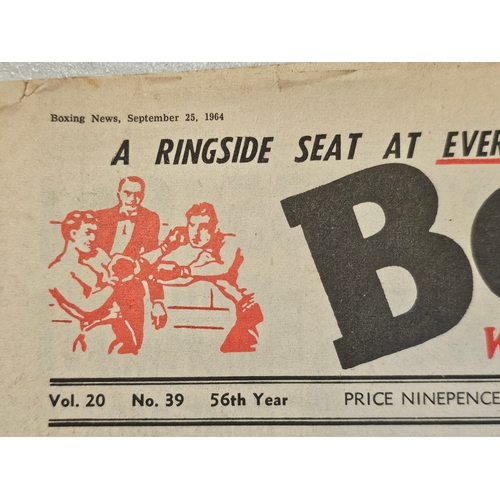 Boxing News, September 25, 1964
A RINGSIDE SEAT AT EVER
BO
W
Vol. 20 No. 39 56th Year PRICE NINEPENCE